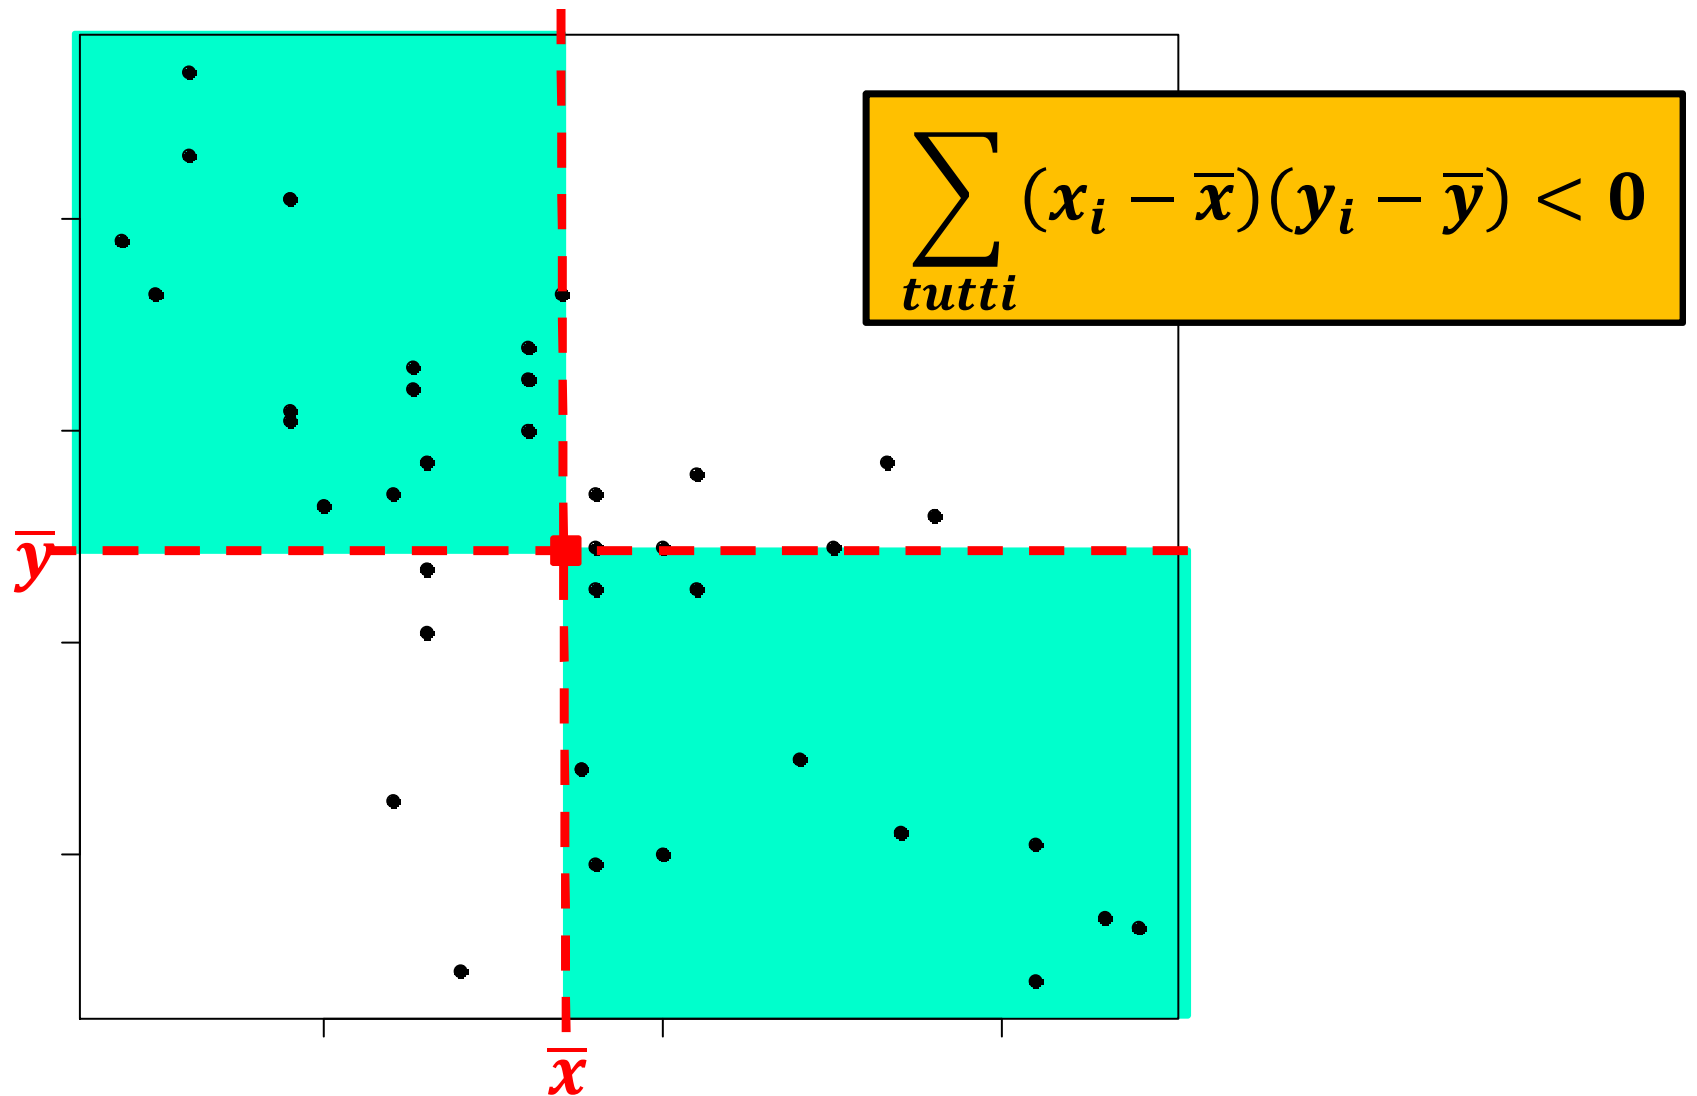 ∑ (xᵢ − x̅)(yᵢ − y̅) < 0
tutti
y̅
x̅